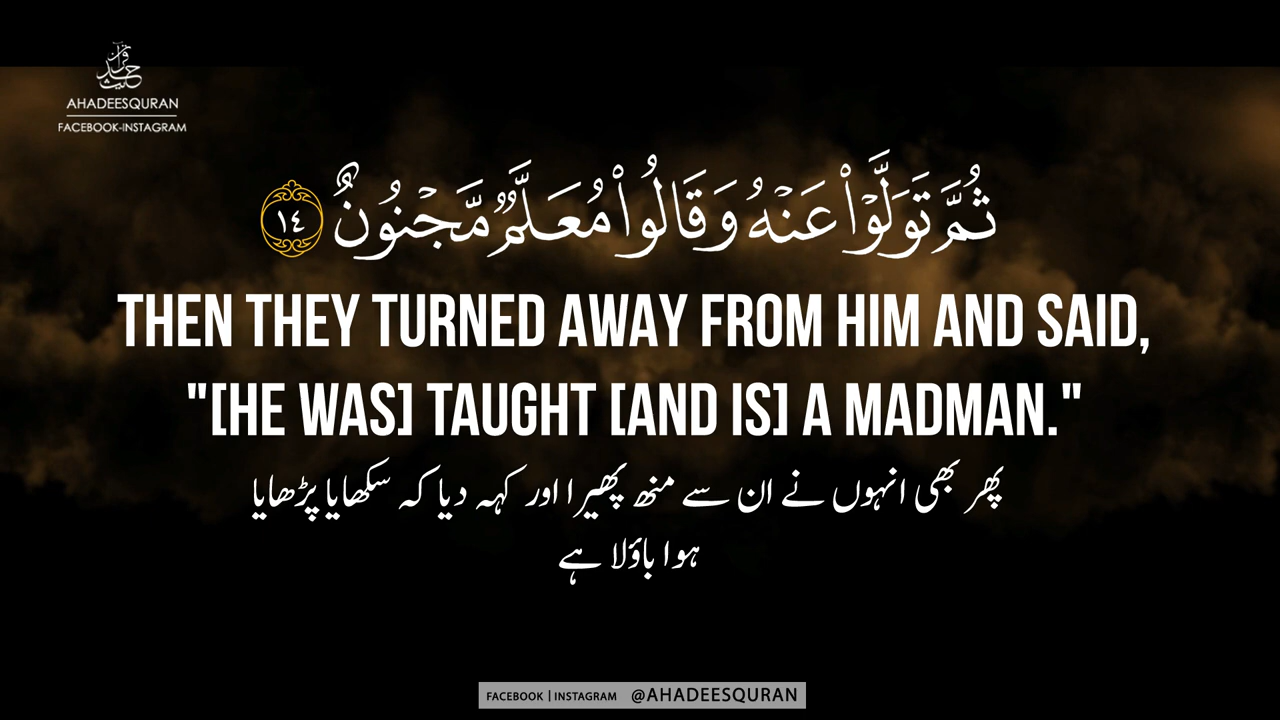 قرآن
حدیث
AHADEESQURAN
FACEBOOK-INSTAGRAM
ثُمَّ تَوَلَّوْا۟ عَنْهُ وَقَالُوا۟ مُعَلَّمٌ مَّجْنُونٌ ١٤
THEN THEY TURNED AWAY FROM HIM AND SAID,
"[HE WAS] TAUGHT [AND IS] A MADMAN."
پھر بھی انہوں نے ان سے منھ پھیرا اور کہہ دیا کہ سکھایا پڑھایا
ہوا باؤلا ہے
FACEBOOK | INSTAGRAM @AHADEESQURAN